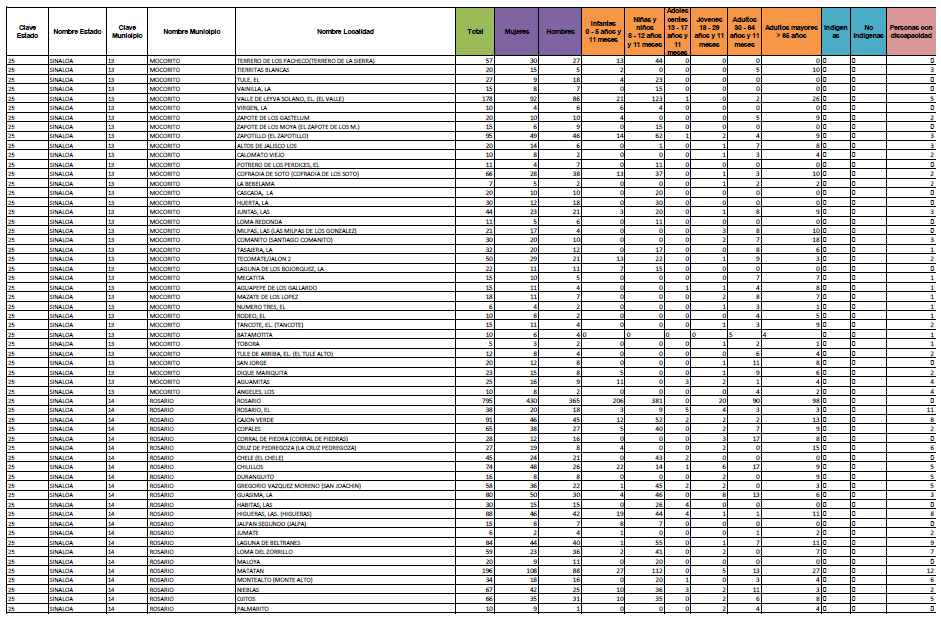 Clave Estado Nombre Estado Clave Municipio Nombre Municipio Nombre Looalidad Total Mujeres Hombres Infantes 0 - 5 años y 11 meses Niñas y niños 6 - 12 años y 11 meses Adoles centes 13 - 17 años y 11 meses Jóvenes 18 - 29 años y 11 meses Adultos 30 - 64 años y 11 meses Adultos mayores > 65 años Indigen as No Indigenas Personas con discapacidad
25 SINALOA 13 MOCORITO TERRERO DE LOS PACHECO(TERRERO DE LA SIERRA) 57 30 27 13 44 0 0 0 0 0 0 0
25 SINALOA 13 MOCORITO TIERRITAS BLANCAS 20 15 5 2 0 0 0 5 10 0 0 3
25 SINALOA 13 MOCORITO TULE, EL 27 9 18 4 23 0 0 0 0 0 0 0
25 SINALOA 13 MOCORITO VAINILLA, LA 15 8 7 0 15 0 0 0 0 0 0 0
25 SINALOA 13 MOCORITO VALLE DE LEYVA SOLANO, EL. (EL VALLE) 178 92 86 21 123 1 0 2 26 0 0 5
25 SINALOA 13 MOCORITO VIRGEN, LA 10 4 6 6 4 0 0 0 0 0 0 0
25 SINALOA 13 MOCORITO ZAPOTE DE LOS GASTELUM 20 10 10 4 0 0 0 5 9 0 0 2
25 SINALOA 13 MOCORITO ZAPOTE DE LOS MOYA (EL ZAPOTE DE LOS M.) 15 6 9 0 15 0 0 0 0 0 0 0
25 SINALOA 13 MOCORITO ZAPOTILLO (EL ZAPOTILLO) 95 49 46 14 62 1 2 4 9 0 0 3
25 SINALOA 13 MOCORITO ALTOS DE JALISCO LOS 20 14 6 1 0 1 7 8 0 0 3
25 SINALOA 13 MOCORITO CALOMATO VIEJO 10 8 2 0 0 0 1 3 4 0 0 2
25 SINALOA 13 MOCORITO POTRERO DE LOS PERDICES, EL 11 4 7 0 11 0 0 0 0 0 0 0
25 SINALOA 13 MOCORITO COFRADIA DE SOTO (COFRADIA DE LOS SOTO) 66 28 38 13 37 0 1 3 10 0 0 2
25 SINALOA 13 MOCORITO LA BEBELAMA 7 5 2 0 0 0 1 2 2 0 0 2
25 SINALOA 13 MOCORITO CASCADA, LA 20 10 10 0 20 0 0 0 0 0 0 0
25 SINALOA 13 MOCORITO HUERTA, LA 30 12 18 0 30 0 0 0 0 0 0 0
25 SINALOA 13 MOCORITO JUNTAS, LAS 44 23 21 3 20 0 1 8 9 0 0 3
25 SINALOA 13 MOCORITO LOMA REDONDA 11 5 6 0 11 0 0 0 0 0 0 0
25 SINALOA 13 MOCORITO MILPAS, LAS (LAS MILPAS DE LOS GONZALEZ) 21 17 4 0 0 0 3 8 10 0 0 0
25 SINALOA 13 MOCORITO COMANITO (SANTIAGO COMANITO) 30 20 10 0 0 0 2 7 18 0 0 3
25 SINALOA 13 MOCORITO TASAJERA, LA 32 20 12 0 17 0 0 8 6 0 0 1
25 SINALOA 13 MOCORITO TECOMATE/JALON 2 50 29 21 13 22 0 1 9 3 0 0 2
25 SINALOA 13 MOCORITO LAGUNA DE LOS BOJORQUEZ, LA 22 11 11 7 15 0 0 0 0 0 0 0
25 SINALOA 13 MOCORITO MECATITA 15 10 5 0 0 0 0 7 7 0 0 1
25 SINALOA 13 MOCORITO AGUAPEPE DE LOS GALLARDO 15 11 4 0 0 1 1 4 8 0 0 1
25 SINALOA 13 MOCORITO MAZATE DE LOS LOPEZ 18 11 7 0 0 0 2 8 7 0 0 1
25 SINALOA 13 MOCORITO NUMERO TRES, EL 6 4 2 0 0 0 1 3 1 0 0 1
25 SINALOA 13 MOCORITO RODEO, EL 10 8 2 0 0 0 0 4 5 0 0 1
25 SINALOA 13 MOCORITO TANCOTE, EL. (TANCOTE) 15 11 4 0 0 0 1 3 9 0 0 2
25 SINALOA 13 MOCORITO BATAMOTITA 10 6 4 0 0 0 0 5 4 0 0 1
25 SINALOA 13 MOCORITO TOBORA 5 3 2 0 0 0 1 2 1 0 0 1
25 SINALOA 13 MOCORITO TULE DE ARRIBA, EL. (EL TULE ALTO) 12 8 4 0 0 0 0 6 4 0 0 2
25 SINALOA 13 MOCORITO SAN JORGE 20 12 8 0 0 0 1 11 8 0 0 0
25 SINALOA 13 MOCORITO DIQUE MARIQUITA 23 15 8 5 0 0 1 9 6 0 0 2
25 SINALOA 13 MOCORITO AGUAMITAS 25 16 9 11 0 3 2 1 4 0 0 4
25 SINALOA 13 MOCORITO ANGELES, LOS 10 8 2 0 0 0 0 4 2 0 0 4
25 SINALOA 14 ROSARIO ROSARIO 795 430 365 206 381 0 20 90 98 0 0 0
25 SINALOA 14 ROSARIO ROSARIO, EL 38 20 18 3 9 5 4 3 3 0 0 11
25 SINALOA 14 ROSARIO CAJON VERDE 91 46 45 12 52 2 2 2 13 0 0 8
25 SINALOA 14 ROSARIO COPALES 65 38 27 5 40 0 2 7 9 0 0 2
25 SINALOA 14 ROSARIO CORRAL DE PIEDRA (CORRAL DE PIEDRAS) 28 12 16 0 0 0 3 17 8 0 0 0
25 SINALOA 14 ROSARIO CRUZ DE PEDREGOZA (LA CRUZ PEDREGOZA) 27 19 8 4 0 0 2 0 15 0 0 6
25 SINALOA 14 ROSARIO CHELE (EL CHELE) 45 24 21 0 43 2 0 0 0 0 0 0
25 SINALOA 14 ROSARIO CHILILLOS 74 48 26 22 14 1 6 17 9 0 0 5
25 SINALOA 14 ROSARIO DURANGUITO 16 8 8 0 0 0 2 0 9 0 0 5
25 SINALOA 14 ROSARIO GREGORIO VAZQUEZ MORENO (SAN JOACHIN) 58 36 22 1 45 2 2 0 3 0 0 5
25 SINALOA 14 ROSARIO GUASIMA, LA 80 50 30 4 46 0 8 13 6 0 0 3
25 SINALOA 14 ROSARIO HABITAS, LAS 30 15 15 0 26 4 0 0 0 0 0 0
25 SINALOA 14 ROSARIO HIGUERAS, LAS. (HIGUERAS) 88 46 42 19 44 4 1 1 11 0 0 8
25 SINALOA 14 ROSARIO JALPAN SEGUNDO (JALPA) 15 8 7 8 7 0 0 0 0 0 0 0
25 SINALOA 14 ROSARIO JUMATE 6 2 4 1 0 0 0 1 2 0 0 2
25 SINALOA 14 ROSARIO LAGUNA DE BELTRANES 84 44 40 1 55 0 1 7 11 0 0 9
25 SINALOA 14 ROSARIO LOMA DEL ZORRILLO 59 23 36 2 41 0 2 0 7 0 0 7
25 SINALOA 14 ROSARIO MALOYA 20 9 11 0 20 0 0 0 0 0 0 0
25 SINALOA 14 ROSARIO MATATAN 196 108 88 27 112 0 5 13 27 0 0 12
25 SINALOA 14 ROSARIO MONTEALTO (MONTE ALTO) 34 18 16 0 20 1 0 3 4 0 0 6
25 SINALOA 14 ROSARIO NIEBLAS 67 42 25 10 36 3 2 11 3 0 0 2
25 SINALOA 14 ROSARIO OJITOS 66 35 31 10 35 0 2 6 8 0 0 5
25 SINALOA 14 ROSARIO PALMARITO 10 9 1 0 0 0 2 4 4 0 0 0